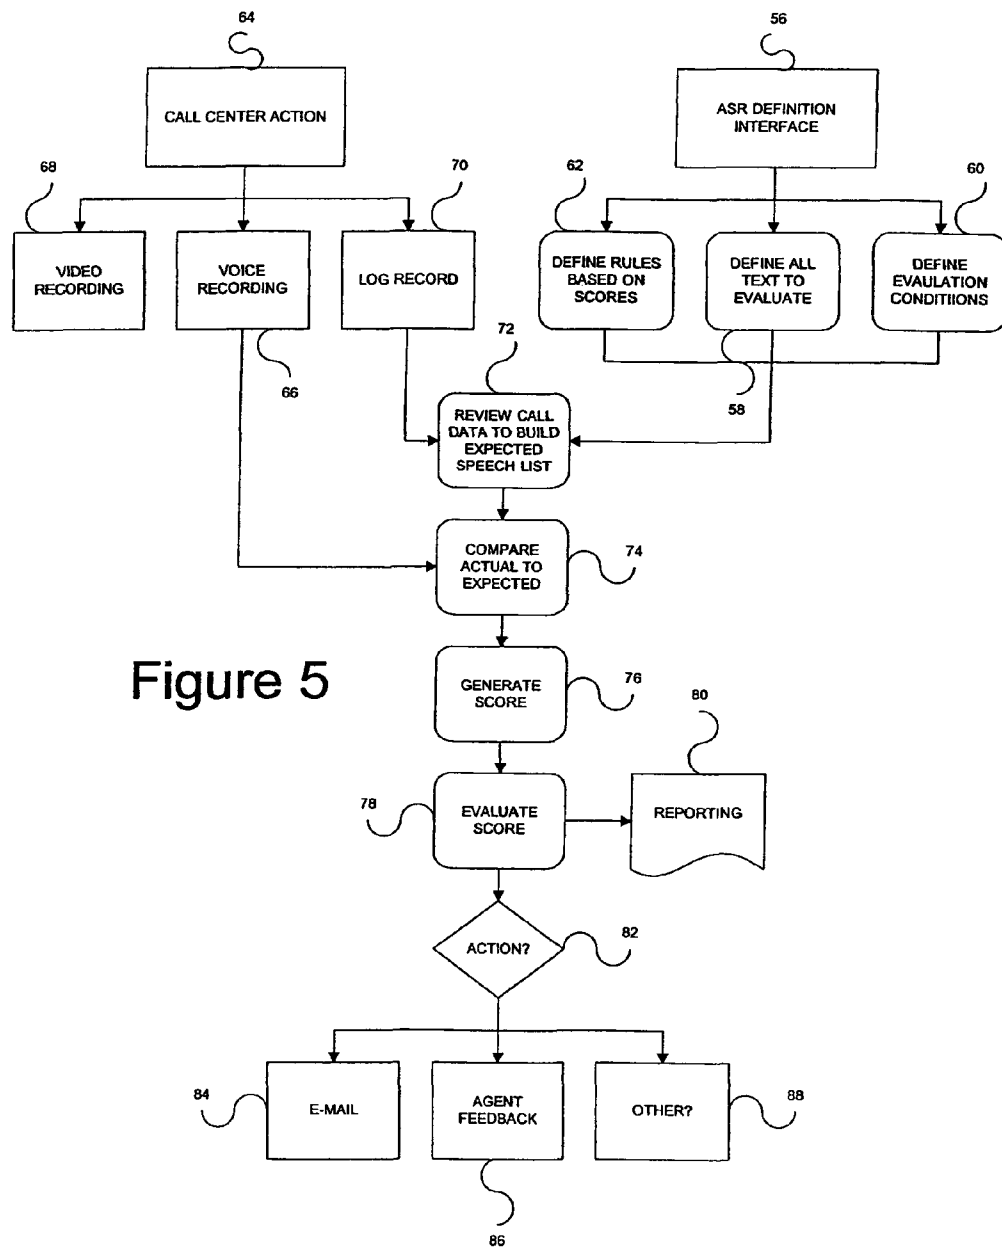 64
56
CALL CENTER ACTION
ASR DEFINITION
INTERFACE
68
70
62
60
VIDEO
RECORDING
VOICE
RECORDING
LOG RECORD
DEFINE RULES
BASED ON
SCORES
DEFINE ALL
TEXT TO
EVALUATE
DEFINE
EVAULATION
CONDITIIONS
72
66
58
REVIEW CALL
DATA TO BUILD
EXPECTED
SPEECH LIST
COMPARE
ACTUAL TO
EXPECTED
74
Figure 5
GENERATE
SCORE
76
80
78
EVALUATE
SCORE
REPORTING
ACTION?
82
84
E-MAIL
AGENT
FEEDBACK
OTHER?
88
86